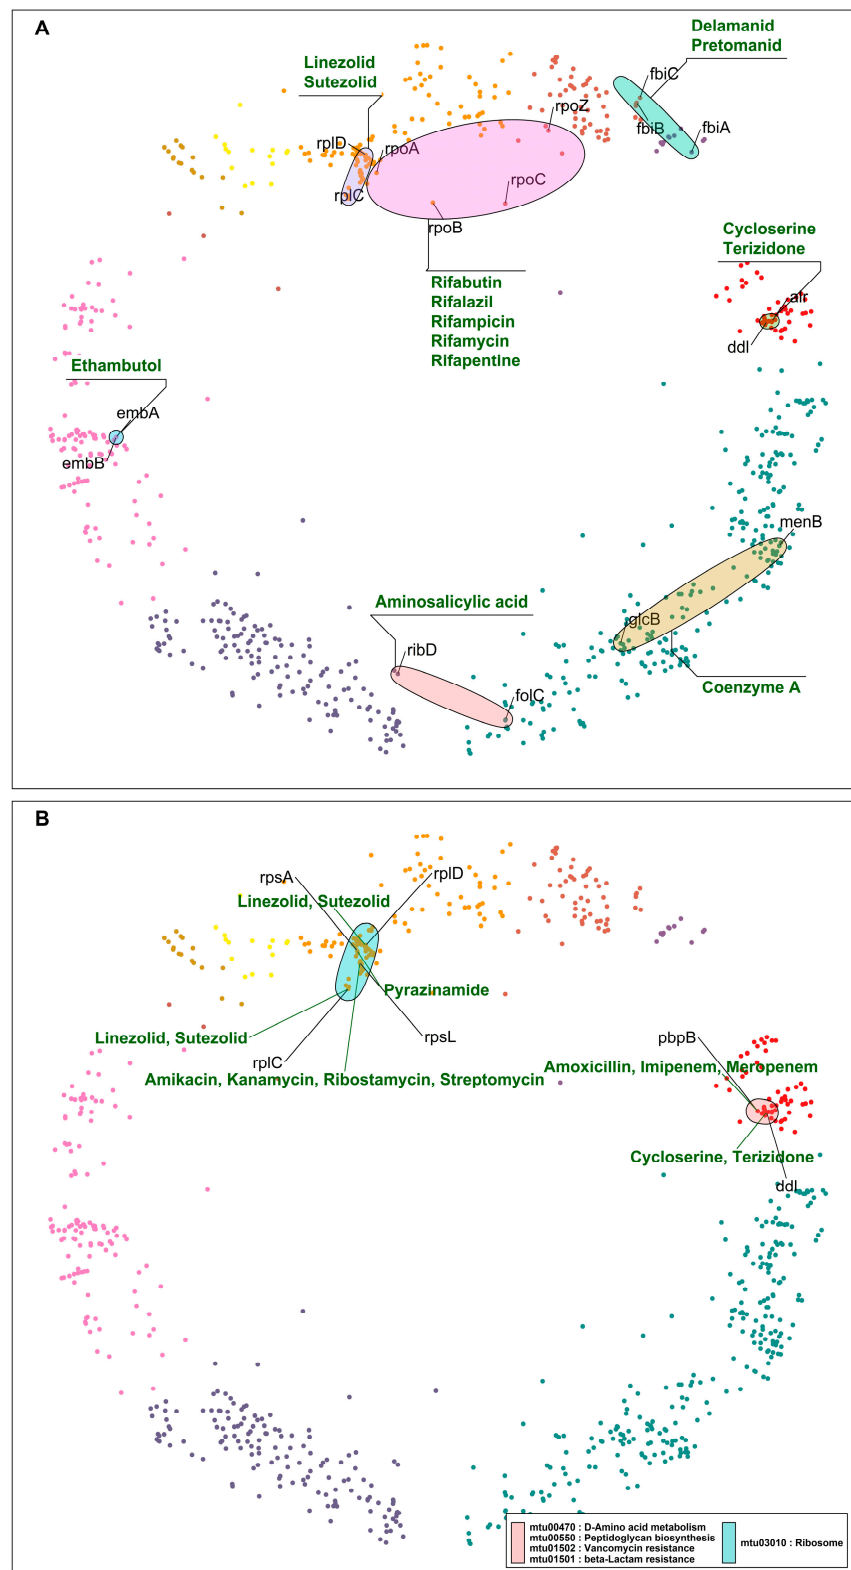 A
Delamanid
Pretomanid
Linezolid
Sutezolid
fbiC
rpoZ
fbiB
fbiA
rplD
rpoA
rpoC
rplC
rpoB
Cycloserine
Terizidone
Rifabutin
Rifalazil
Rifampicin
Rifamycin
Rifapentine
alr
ddl
Ethambutol
embA
embB
menB
Aminosalicylic acid
glcB
ribD
Coenzyme A
folC
B
rpsA
rplD
Linezolid, Sutezolid
Pyrazinamide
Linezolid, Sutezolid
rpsL
pbpB
rplC
Amoxicillin, Imipenem, Meropenem
Amikacin, Kanamycin, Ribostamycin, Streptomycin
Cycloserine, Terizidone
ddl
mtu00470 : D-Amino acid metabolism
mtu00550 : Peptidoglycan biosynthesis
mtu01502 : Vancomycin resistance
mtu01501 : beta-Lactam resistance
mtu03010 : Ribosome